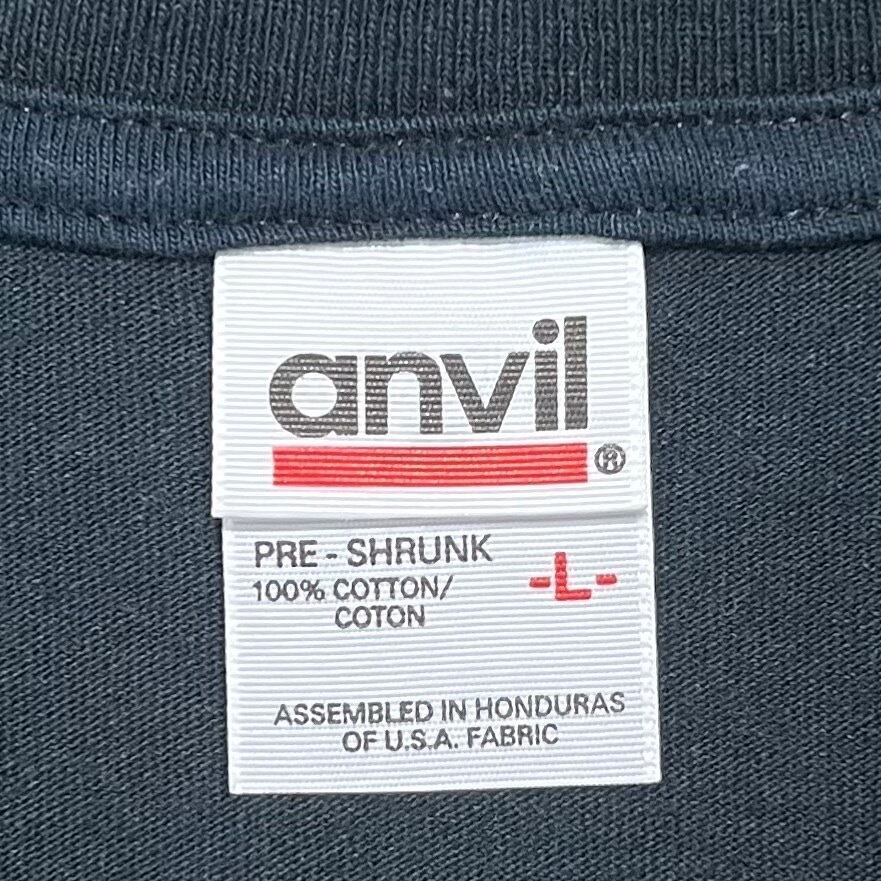 anvil ®
PRE - SHRUNK
-L-
100% COTTON/
COTON
ASSEMBLED IN HONDURAS
OF U.S.A. FABRIC